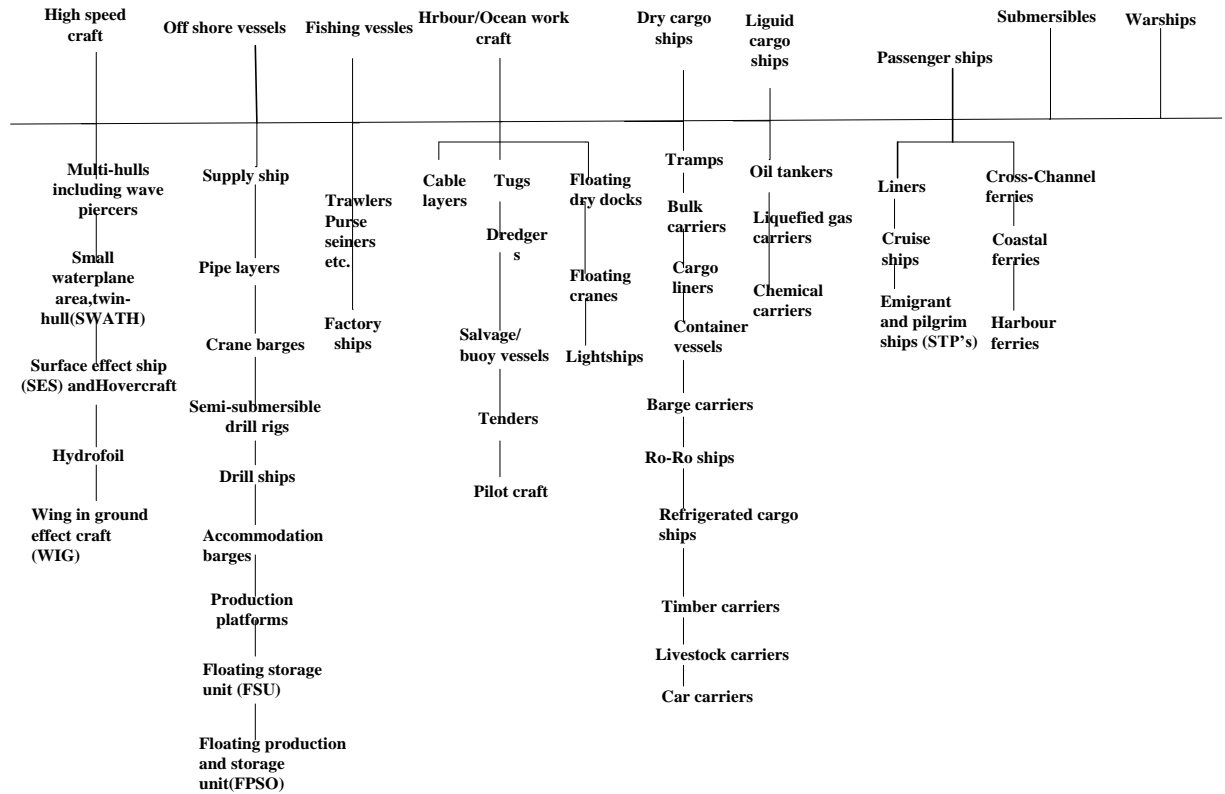 High speed
craft
Off shore vessels
Fishing vessles
Hrbour/Ocean work
craft
Dry cargo
ships
Liguid
cargo
ships
Passenger ships
Submersibles
Warships
Multi-hulls
including wave
piercers
Small
waterplane
area,twin-
hull(SWATH)
Surface effect ship
(SES) andHovercraft
Hydrofoil
Wing in ground
effect craft
(WIG)
Supply ship
Pipe layers
Crane barges
Semi-submersible
drill rigs
Drill ships
Accommodation
barges
Production
platforms
Floating storage
unit (FSU)
Floating production
and storage
unit(FPSO)
Trawlers
Purse
seiners
etc.
Factory
ships
Cable
layers
Tugs
Dredger
s
Salvage/
buoy vessels
Tenders
Pilot craft
Floating
dry docks
Floating
cranes
Lightships
Tramps
Bulk
carriers
Cargo
liners
Container
vessels
Barge carriers
Ro-Ro ships
Refrigerated cargo
ships
Timber carriers
Livestock carriers
Car carriers
Oil tankers
Liquefied gas
carriers
Chemical
carriers
Liners
Cruise
ships
Emigrant
and pilgrim
ships (STP's)
Cross-Channel
ferries
Coastal
ferries
Harbour
ferries